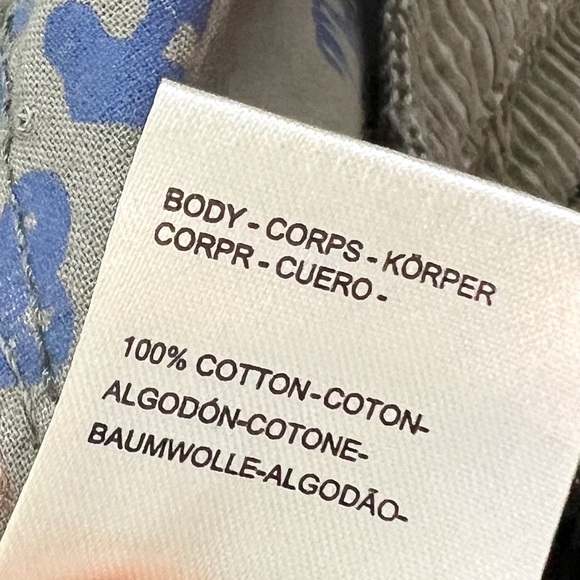 BODY - CORPS - KÖRPER
CORPR - CUERO -
100% COTTON-COTON-
ALGODÓN-COTONE-
BAUMWOLLE-ALGODÃO-